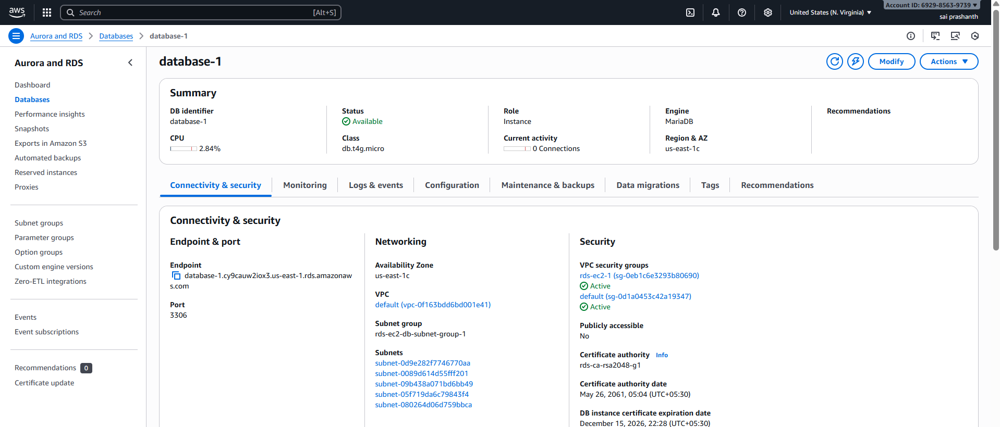 aws
Search [Alt+S]
United States (N. Virginia)
Account ID: 6929-8563-9739
sai prashanth
Aurora and RDS
Databases
database-1
Aurora and RDS
Dashboard
Databases
Performance insights
Snapshots
Exports in Amazon S3
Automated backups
Reserved instances
Proxies
Subnet groups
Parameter groups
Option groups
Custom engine versions
Zero-ETL integrations
Events
Event subscriptions
Recommendations 0
Certificate update
database-1
Modify
Actions
Summary
DB identifier
database-1
CPU
2.84%
Status
Available
Class
db.t4g.micro
Role
Instance
Current activity
0 Connections
Engine
MariaDB
Region & AZ
us-east-1c
Recommendations
Connectivity & security
Monitoring
Logs & events
Configuration
Maintenance & backups
Data migrations
Tags
Recommendations
Connectivity & security
Endpoint & port
Endpoint
database-1.cy9cauw2iox3.us-east-1.rds.amazonaw
s.com
Port
3306
Networking
Availability Zone
us-east-1c
VPC
default (vpc-0f163bdd6bd001e41)
Subnet group
rds-ec2-db-subnet-group-1
Subnets
subnet-0d9e282f7746770aa
subnet-0089d614d55fff201
subnet-09b438a071bd6bb49
subnet-05f719da6c79843f4
subnet-080264d06d759bbca
Security
VPC security groups
rds-ec2-1 (sg-0eb1c6e3293b80690)
Active
default (sg-0d1a0453c42a19347)
Active
Publicly accessible
No
Certificate authority Info
rds-ca-rsa2048-g1
Certificate authority date
May 26, 2061, 05:04 (UTC+05:30)
DB instance certificate expiration date
December 15, 2026, 22:28 (UTC+05:30)